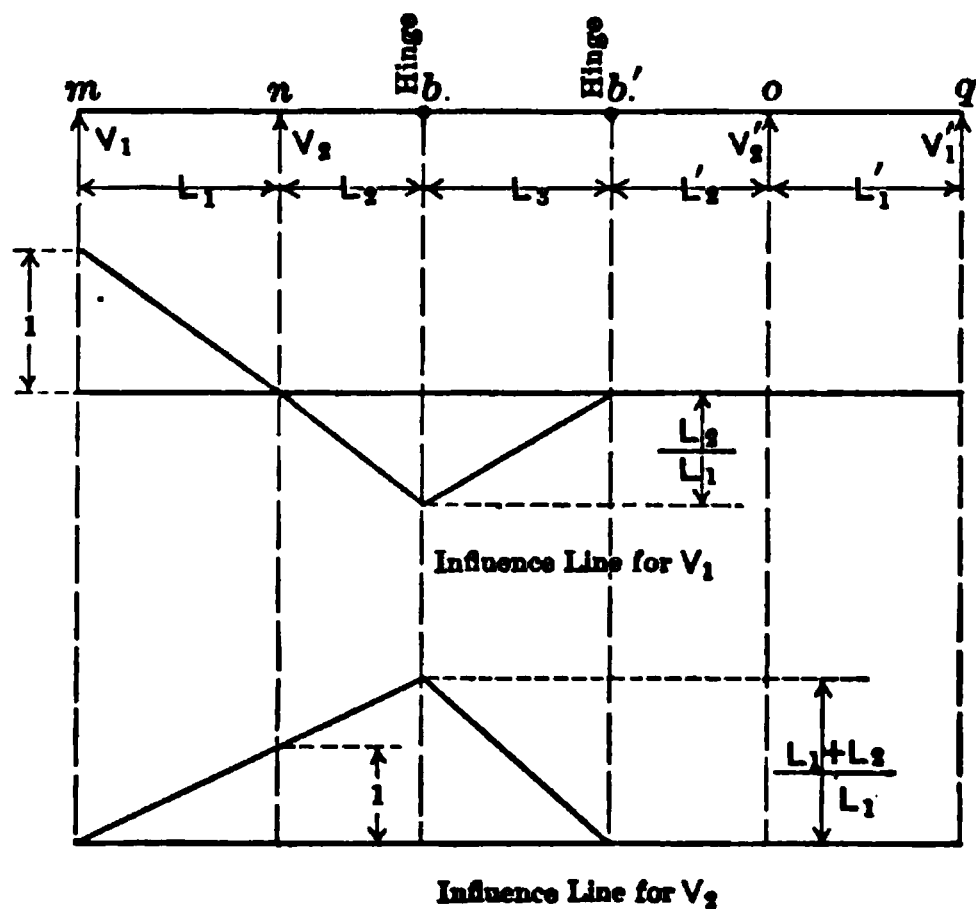 Hinge Hinge
m n b. b.' o q
V₁ V₂ V₂' V₁'
L₁ L₂ L₃ L₂' L₁'
1
L₂
L₁
Influence Line for V₁
L₁+L₂
L₁
1
Influence Line for V₂